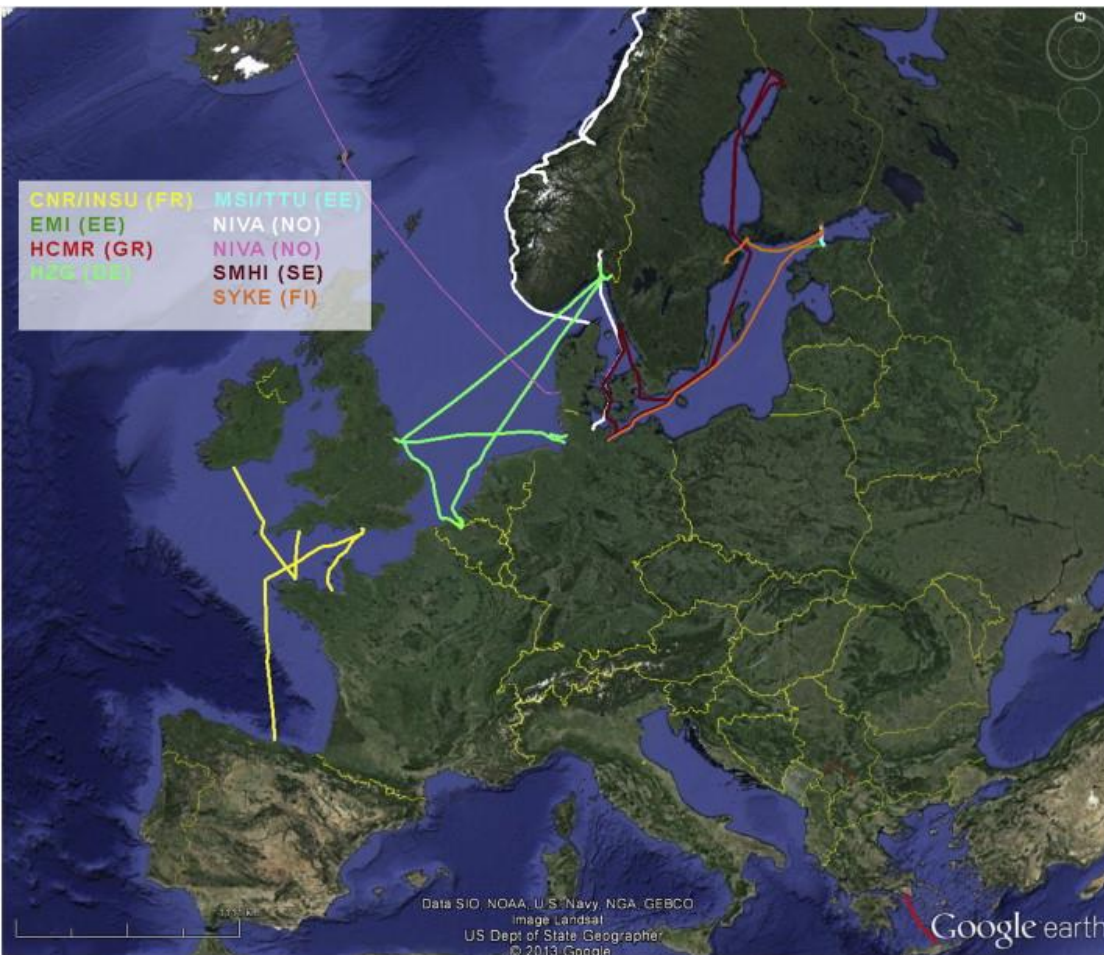 N
CNR/INSU (FR) MSI/TTU (EE)
EMI (EE) NIVA (NO)
HCMR (GR) NIVA (NO)
HZG (DE) SMHI (SE)
SYKE (FI)
Data SIO, NOAA, U.S. Navy, NGA, GEBCO
Image Landsat
US Dept of State Geographer
© 2013 Google
Google earth